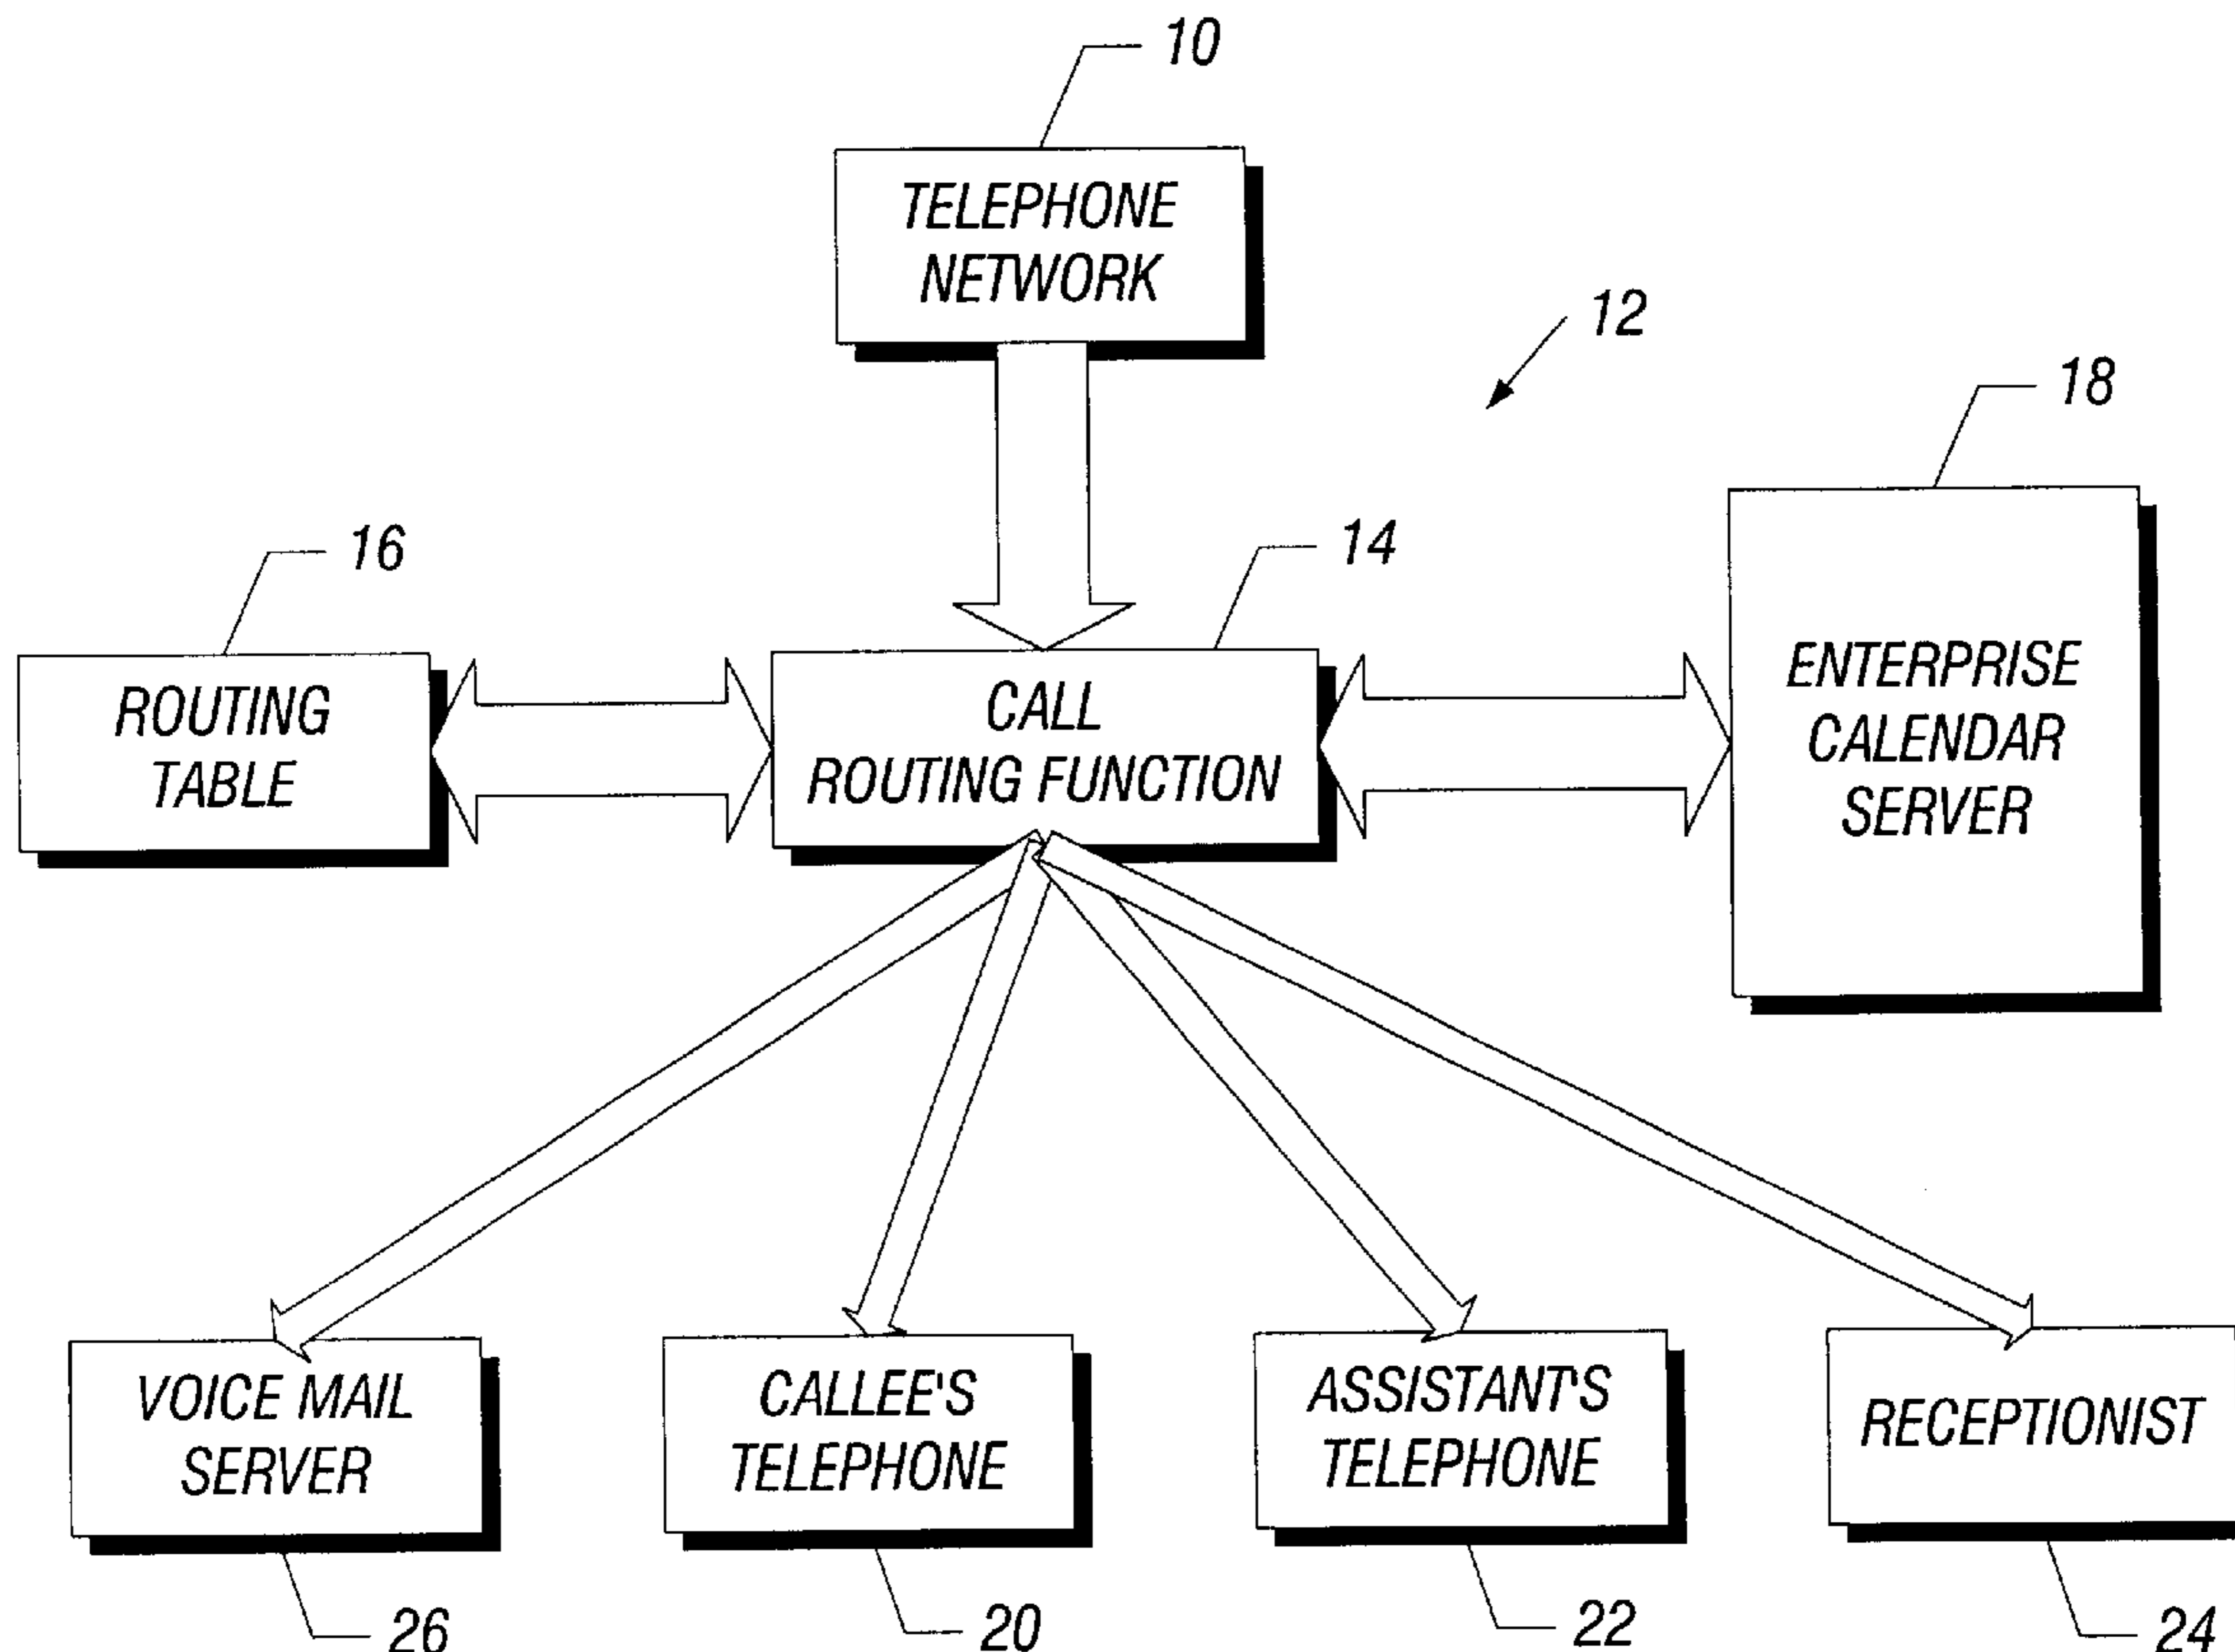 10
TELEPHONE
NETWORK
12
18
16
14
ROUTING
TABLE
CALL
ROUTING FUNCTION
ENTERPRISE
CALENDAR
SERVER
VOICE MAIL
SERVER
CALLEE'S
TELEPHONE
ASSISTANT'S
TELEPHONE
RECEPTIONIST
26
20
22
24